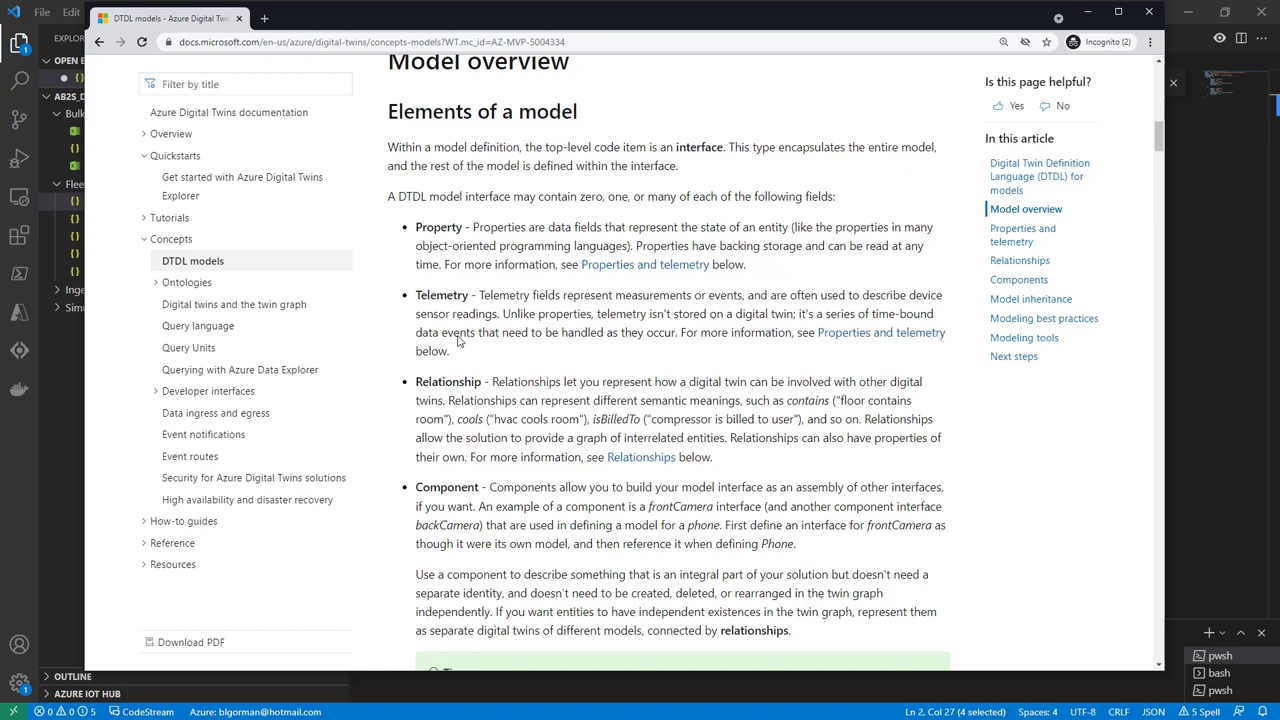 File
Ed
DTDL models - Azure Digital Twi
docs.microsoft.com/en-us/azure/digital-twins/concepts-models?WT.mc_id=AZ-MVP-5004334
Incognito (2)
EXPLOR
OPEN E
AB2S_D
Bulk
Flee
Inge
Sim
Filter by title
Azure Digital Twins documentation
Overview
Quickstarts
Get started with Azure Digital Twins
Explorer
Tutorials
Concepts
DTDL models
Ontologies
Digital twins and the twin graph
Query language
Query Units
Querying with Azure Data Explorer
Developer interfaces
Data ingress and egress
Event notifications
Event routes
Security for Azure Digital Twins solutions
High availability and disaster recovery
How-to guides
Reference
Resources
Download PDF
Model overview
Elements of a model
Within a model definition, the top-level code item is an interface. This type encapsulates the entire model,
and the rest of the model is defined within the interface.
A DTDL model interface may contain zero, one, or many of each of the following fields:
• Property - Properties are data fields that represent the state of an entity (like the properties in many
object-oriented programming languages). Properties have backing storage and can be read at any
time. For more information, see Properties and telemetry below.
• Telemetry - Telemetry fields represent measurements or events, and are often used to describe device
sensor readings. Unlike properties, telemetry isn't stored on a digital twin; it's a series of time-bound
data events that need to be handled as they occur. For more information, see Properties and telemetry
below.
• Relationship - Relationships let you represent how a digital twin can be involved with other digital
twins. Relationships can represent different semantic meanings, such as contains ("floor contains
room"), cools ("hvac cools room"), isBilledTo ("compressor is billed to user"), and so on. Relationships
allow the solution to provide a graph of interrelated entities. Relationships can also have properties of
their own. For more information, see Relationships below.
• Component - Components allow you to build your model interface as an assembly of other interfaces,
if you want. An example of a component is a frontCamera interface (and another component interface
backCamera) that are used in defining a model for a phone. First define an interface for frontCamera as
though it were its own model, and then reference it when defining Phone.
Use a component to describe something that is an integral part of your solution but doesn't need a
separate identity, and doesn't need to be created, deleted, or rearranged in the twin graph
independently. If you want entities to have independent existences in the twin graph, represent them
as separate digital twins of different models, connected by relationships.
Is this page helpful?
Yes
No
In this article
Digital Twin Definition
Language (DTDL) for
models
Model overview
Properties and
telemetry
Relationships
Components
Model inheritance
Modeling best practices
Modeling tools
Next steps
pwsh
bash
pwsh
OUTLINE
AZURE IOT HUB
0
0
5
CodeStream
Azure: blgorman@hotmail.com
Ln 2, Col 27 (4 selected)
Spaces: 4
UTF-8
CRLF
JSON
5 Spell